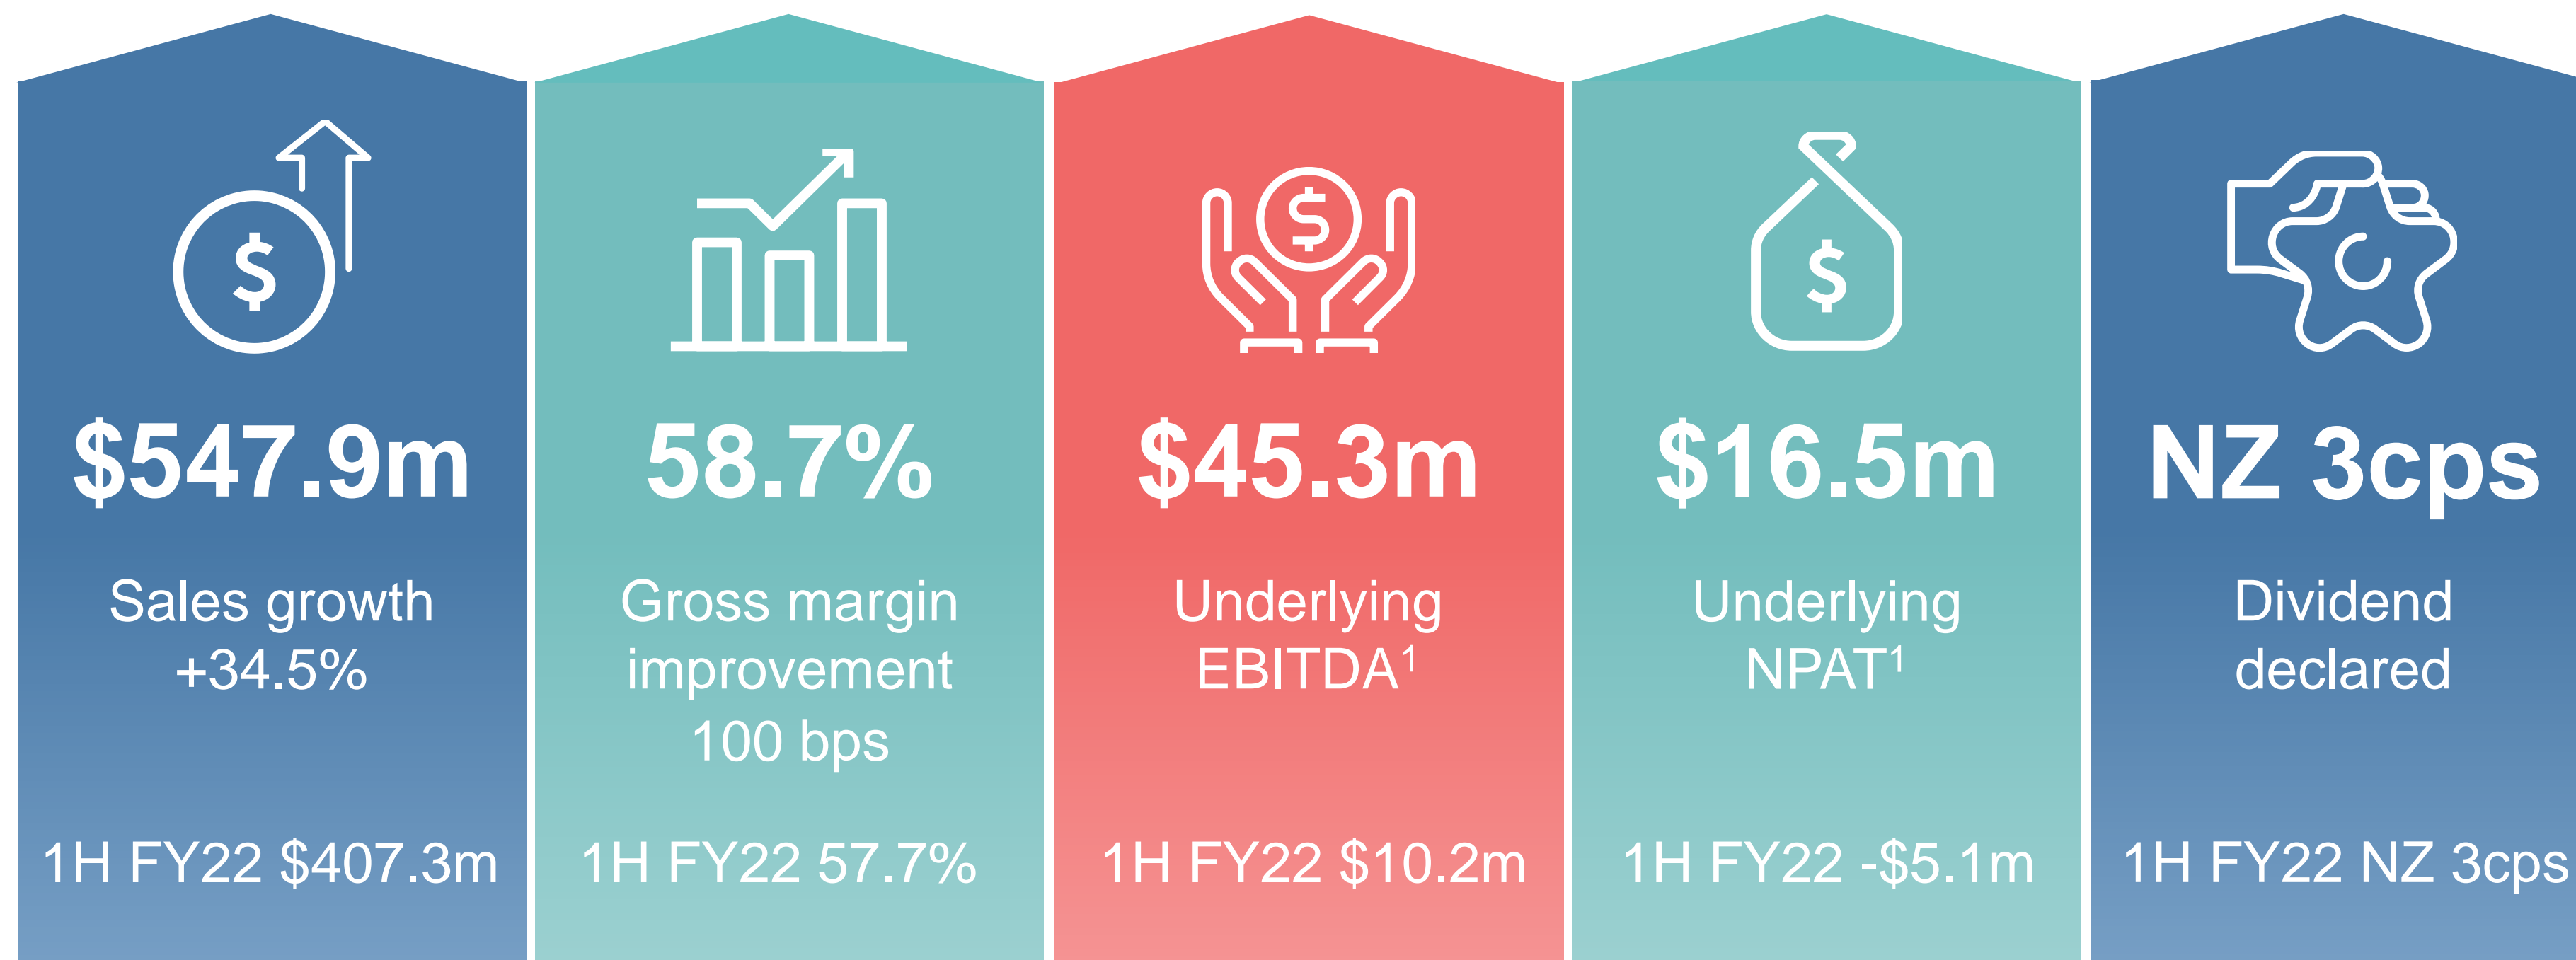 $547.9m
Sales growth
+34.5%
1H FY22 $407.3m
58.7%
Gross margin
improvement
100 bps
1H FY22 57.7%
$45.3m
Underlying
EBITDA¹
1H FY22 $10.2m
$16.5m
Underlying
NPAT¹
1H FY22 -$5.1m
NZ 3cps
Dividend
declared
1H FY22 NZ 3cps